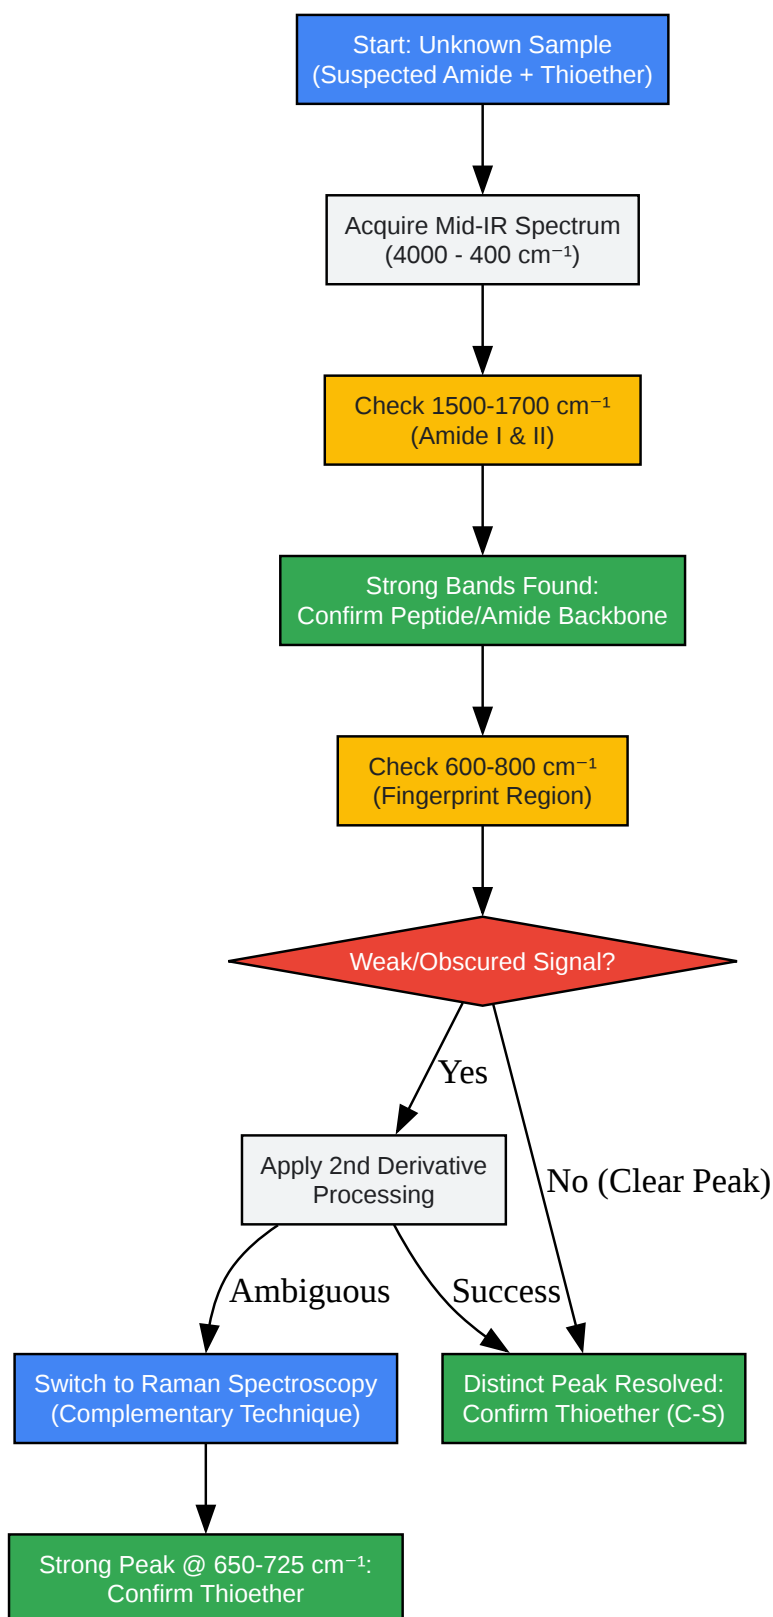 Start: Unknown Sample
(Suspected Amide + Thioether)
Acquire Mid-IR Spectrum
(4000 - 400 cm⁻¹)
Check 1500-1700 cm⁻¹
(Amide I & II)
Strong Bands Found:
Confirm Peptide/Amide Backbone
Check 600-800 cm⁻¹
(Fingerprint Region)
Weak/Obscured Signal?
Yes
Apply 2nd Derivative
Processing
No (Clear Peak)
Ambiguous
Success
Switch to Raman Spectroscopy
(Complementary Technique)
Distinct Peak Resolved:
Confirm Thioether (C-S)
Strong Peak @ 650-725 cm⁻¹:
Confirm Thioether